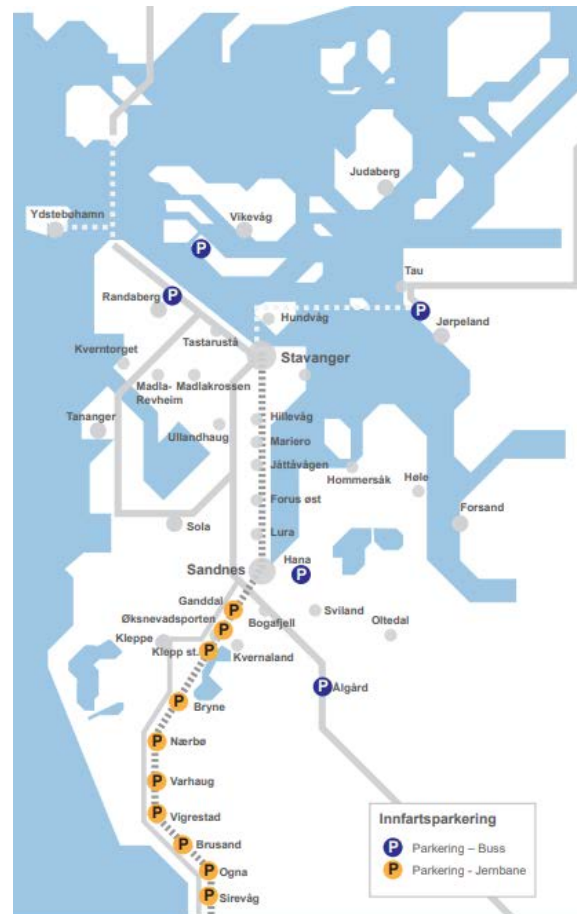 Judaberg
Ydstebøhamn
Vikevåg
P
Tau
P
Randaberg
P
Hundvåg
Jørpeland
Tastarustå
Kverntorget
Stavanger
Madla-
Revheim
Madlakrossen
Tananger
Hillevåg
Ullandhaug
Mariero
Jåttåvågen
Hommersåk
Høle
Forus øst
Forsand
Sola
Lura
Hana
Sandnes
P
Ganddal
P
Øksnevadsporten
P
Bogafjell
Sviland
Oltedal
Kleppe
Klepp st.
P
Kvernaland
P
Ålgård
P
Bryne
P
Nærbø
P
Varhaug
P
Vigrestad
P
Brusand
P
Ogna
P
Sirevåg
Innfartsparkering
P Parkering – Buss
P Parkering - Jernbane